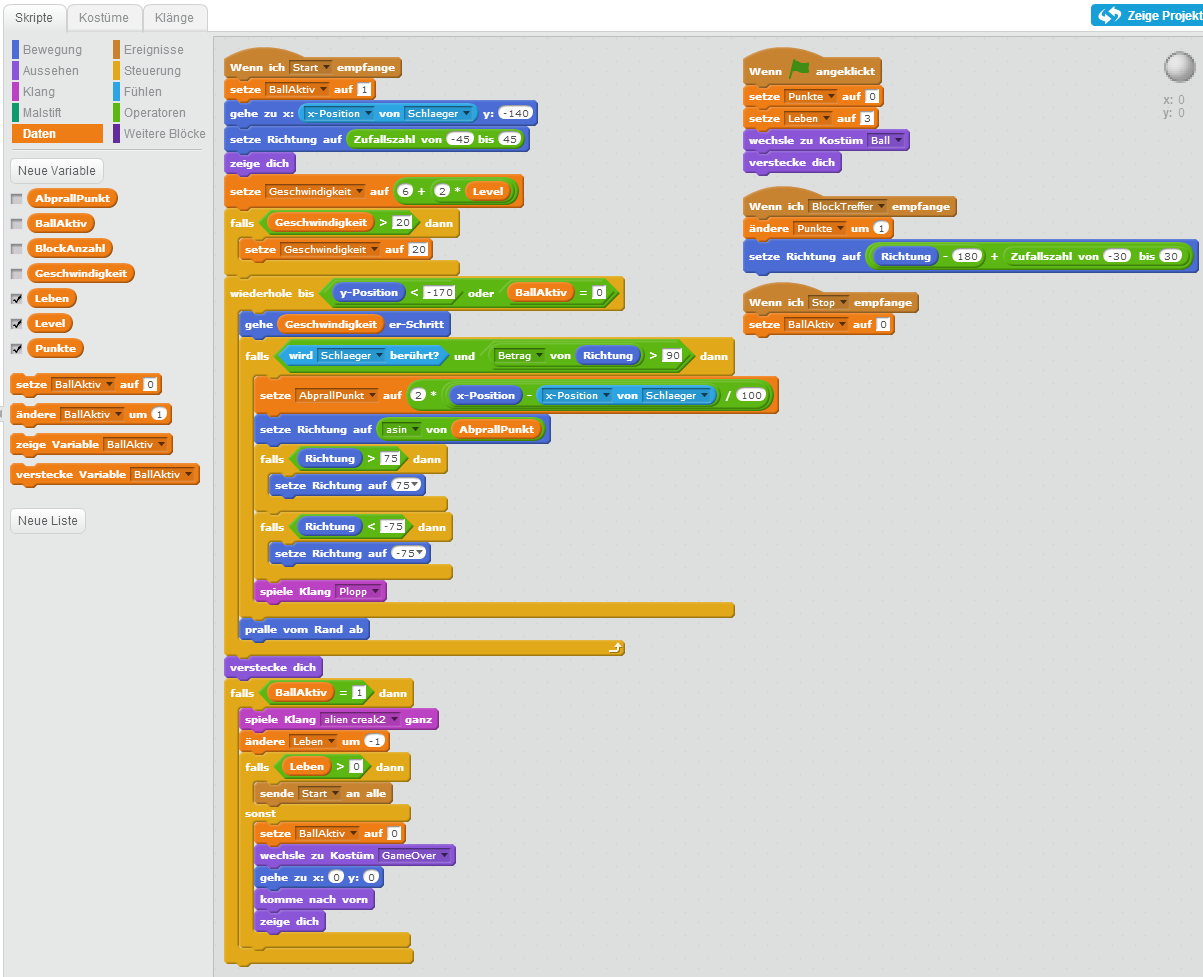 Skripte Kostüme Klänge
Zeige Projekt
Bewegung Ereignisse
Aussehen Steuerung
Klang Fühlen
Malstift Operatoren
Daten Weitere Blöcke
Neue Variable
AbprallPunkt
BallAktiv
BlockAnzahl
Geschwindigkeit
Leben
Level
Punkte
setze BallAktiv auf 0
ändere BallAktiv um 1
zeige Variable BallAktiv
verstecke Variable BallAktiv
Neue Liste
Wenn ich Start empfange
setze BallAktiv auf 1
gehe zu x: x-Position von Schlaeger y: -140
setze Richtung auf Zufallszahl von -45 bis 45
zeige dich
setze Geschwindigkeit auf 6 + 2 * Level
falls Geschwindigkeit > 20 dann
setze Geschwindigkeit auf 20
wiederhole bis y-Position < -170 oder BallAktiv = 0
gehe Geschwindigkeit er-Schritt
falls wird Schlaeger berührt? und Betrag von Richtung > 90 dann
setze AbprallPunkt auf 2 * x-Position - x-Position von Schlaeger / 100
setze Richtung auf asin von AbprallPunkt
falls Richtung > 75 dann
setze Richtung auf 75
falls Richtung < -75 dann
setze Richtung auf -75
spiele Klang Plopp
pralle vom Rand ab
verstecke dich
falls BallAktiv = 1 dann
spiele Klang alien creak2 ganz
ändere Leben um -1
falls Leben > 0 dann
sende Start an alle
sonst
setze BallAktiv auf 0
wechsle zu Kostüm GameOver
gehe zu x: 0 y: 0
komme nach vorn
zeige dich
Wenn angeklickt
setze Punkte auf 0
setze Leben auf 3
wechsle zu Kostüm Ball
verstecke dich
Wenn ich BlockTreffer empfange
ändere Punkte um 1
setze Richtung auf Richtung - 180 + Zufallszahl von -30 bis 30
Wenn ich Stop empfange
setze BallAktiv auf 0
x: 0
y: 0